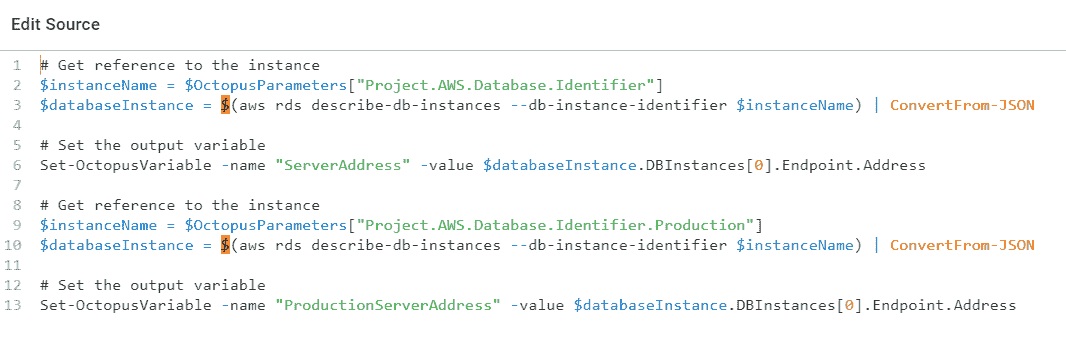 Edit Source
1 # Get reference to the instance
2 $instanceName = $OctopusParameters["Project.AWS.Database.Identifier"]
3 $databaseInstance = $(aws rds describe-db-instances --db-instance-identifier $instanceName) | ConvertFrom-JSON
4
5 # Set the output variable
6 Set-OctopusVariable -name "ServerAddress" -value $databaseInstance.DBInstances[0].Endpoint.Address
7
8 # Get reference to the instance
9 $instanceName = $OctopusParameters["Project.AWS.Database.Identifier.Production"]
10 $databaseInstance = $(aws rds describe-db-instances --db-instance-identifier $instanceName) | ConvertFrom-JSON
11
12 # Set the output variable
13 Set-OctopusVariable -name "ProductionServerAddress" -value $databaseInstance.DBInstances[0].Endpoint.Address